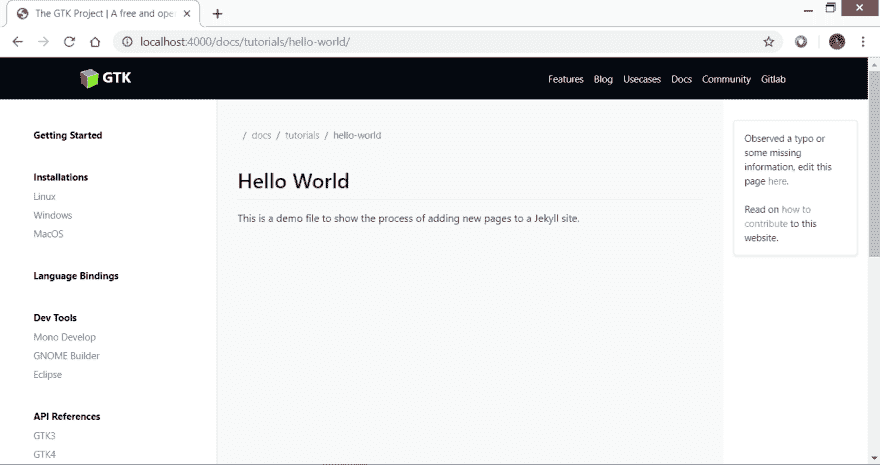 The GTK Project | A free and ope
localhost:4000/docs/tutorials/hello-world/
GTK
Features Blog Usecases Docs Community Gitlab
Getting Started
Installations
Linux
Windows
MacOS
Language Bindings
Dev Tools
Mono Develop
GNOME Builder
Eclipse
API References
GTK3
GTK4
/ docs / tutorials / hello-world
Hello World
This is a demo file to show the process of adding new pages to a Jekyll site.
Observed a typo or
some missing
information, edit this
page here.
Read on how to
contribute to this
website.